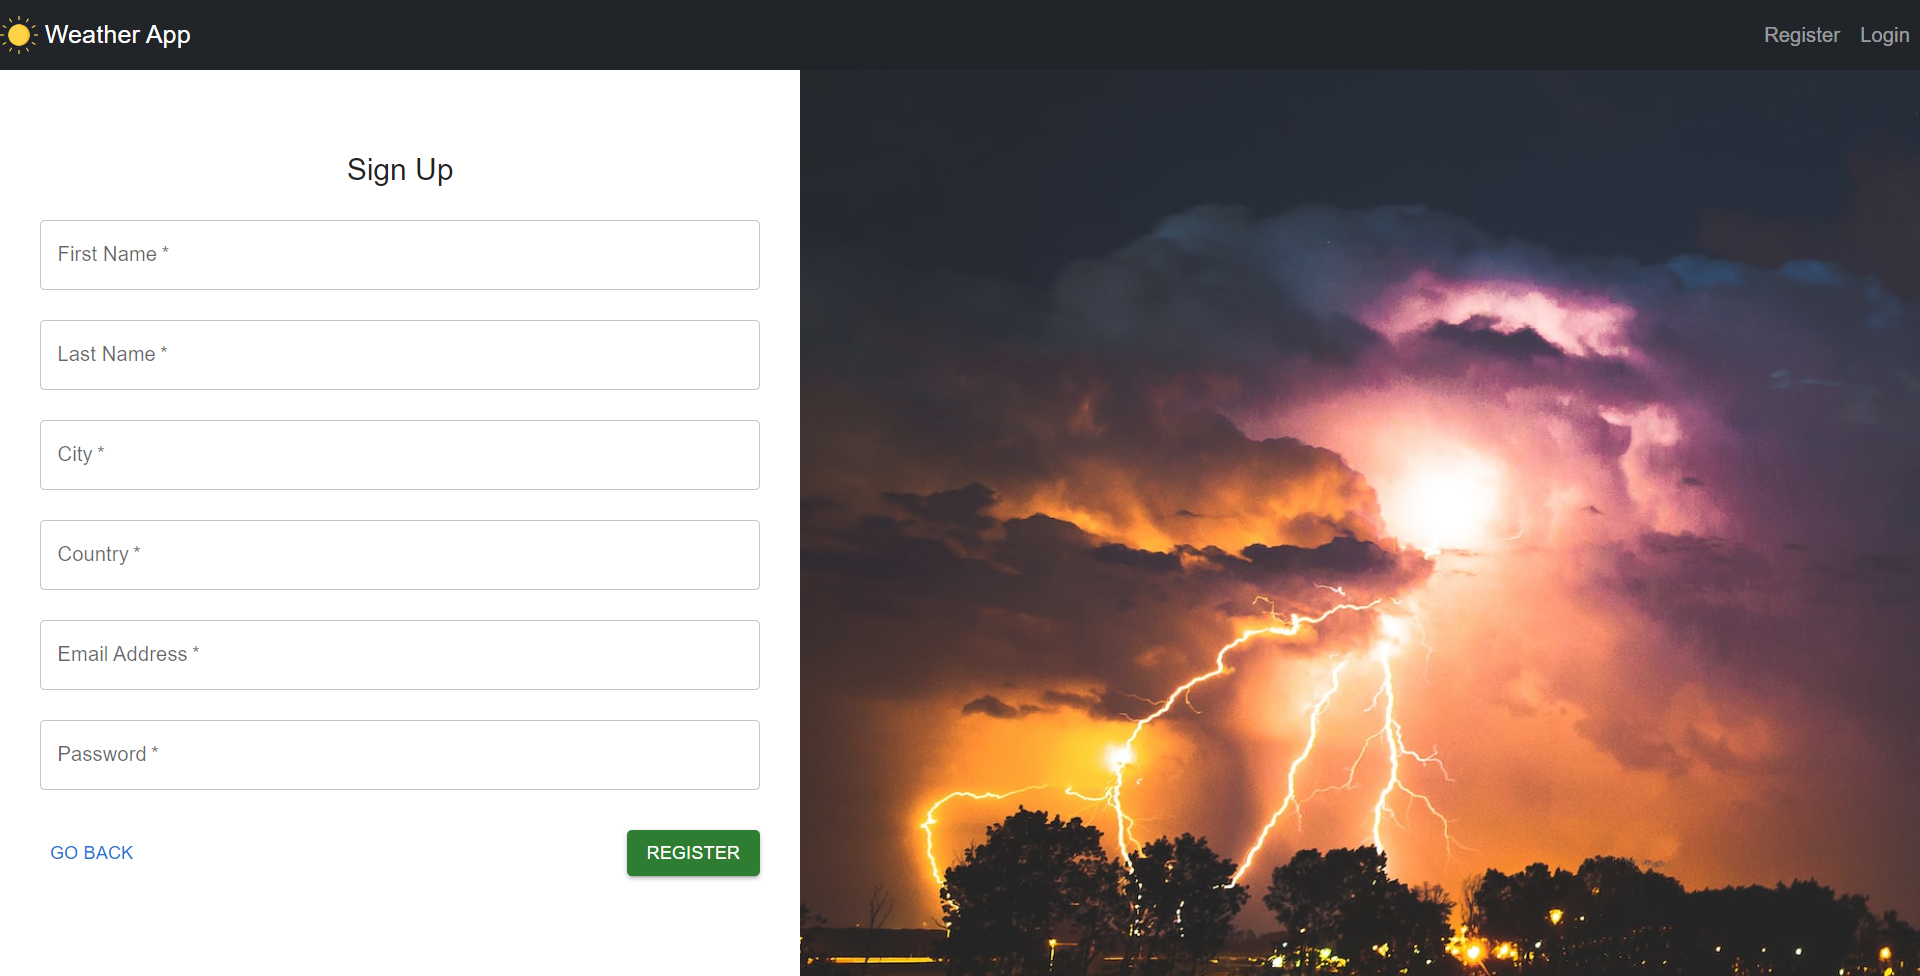 Weather App
Register Login
Sign Up
First Name *
Last Name *
City *
Country *
Email Address *
Password *
GO BACK
REGISTER